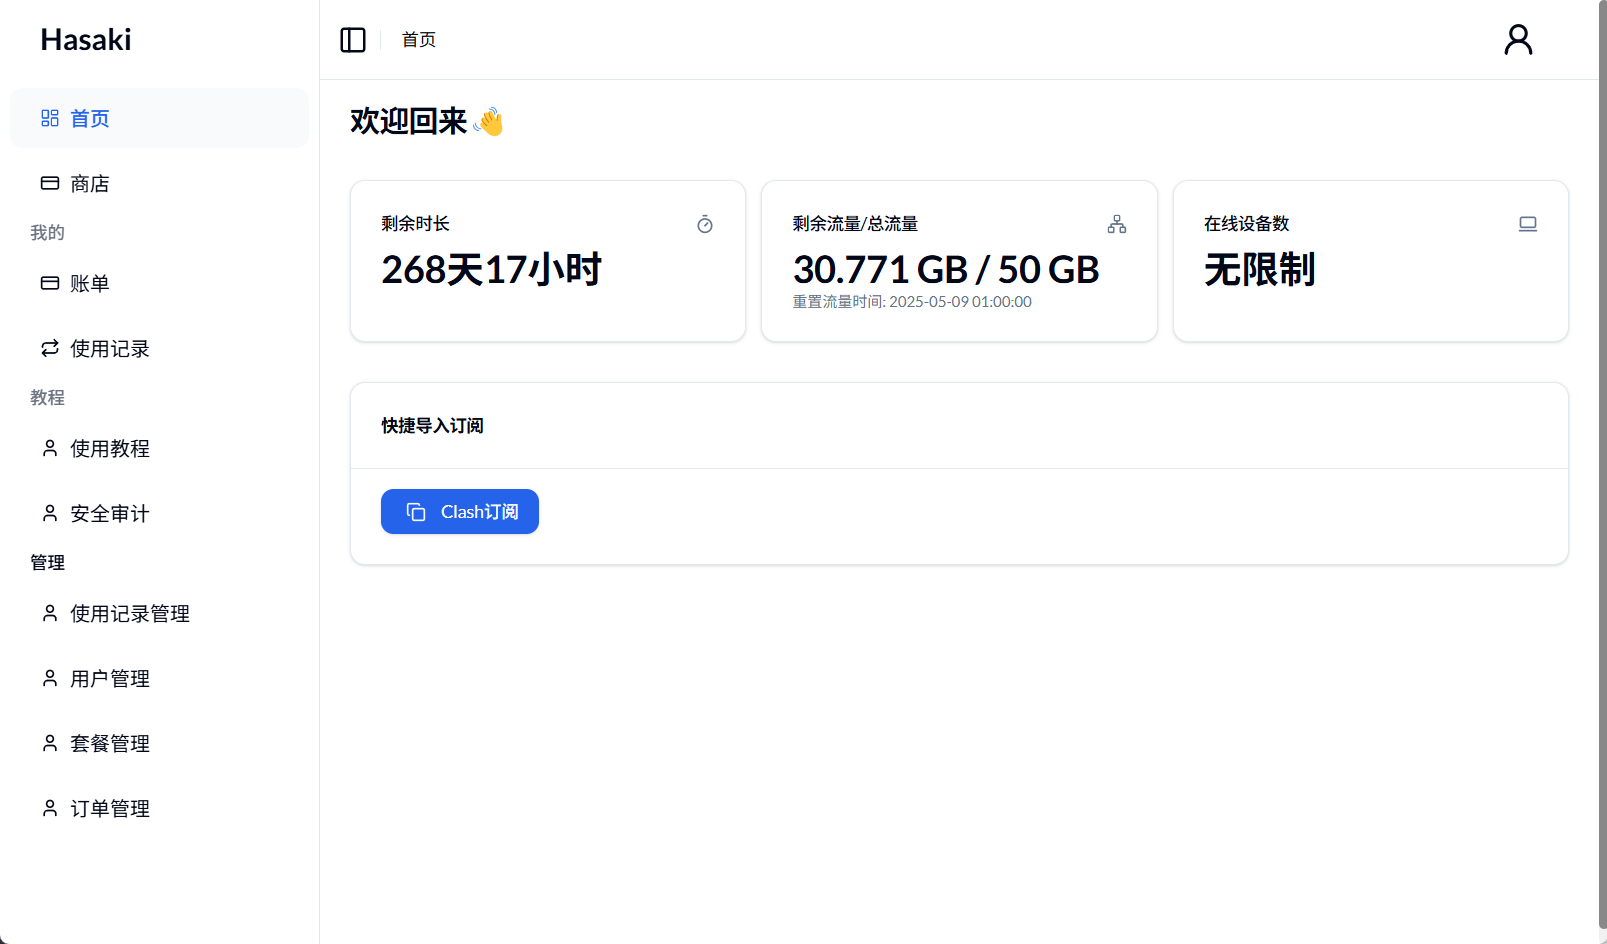 Hasaki
首页
商店
我的
账单
使用记录
教程
使用教程
安全审计
管理
使用记录管理
用户管理
套餐管理
订单管理
首页
欢迎回来👋
剩余时长
268天17小时
剩余流量/总流量
30.771 GB / 50 GB
重置流量时间: 2025-05-09 01:00:00
在线设备数
无限制
快捷导入订阅
Clash订阅